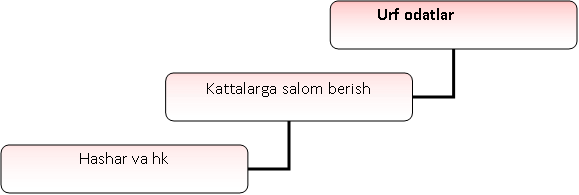 Urf odatlar
Kattalarga salom berish
Hashar va hk